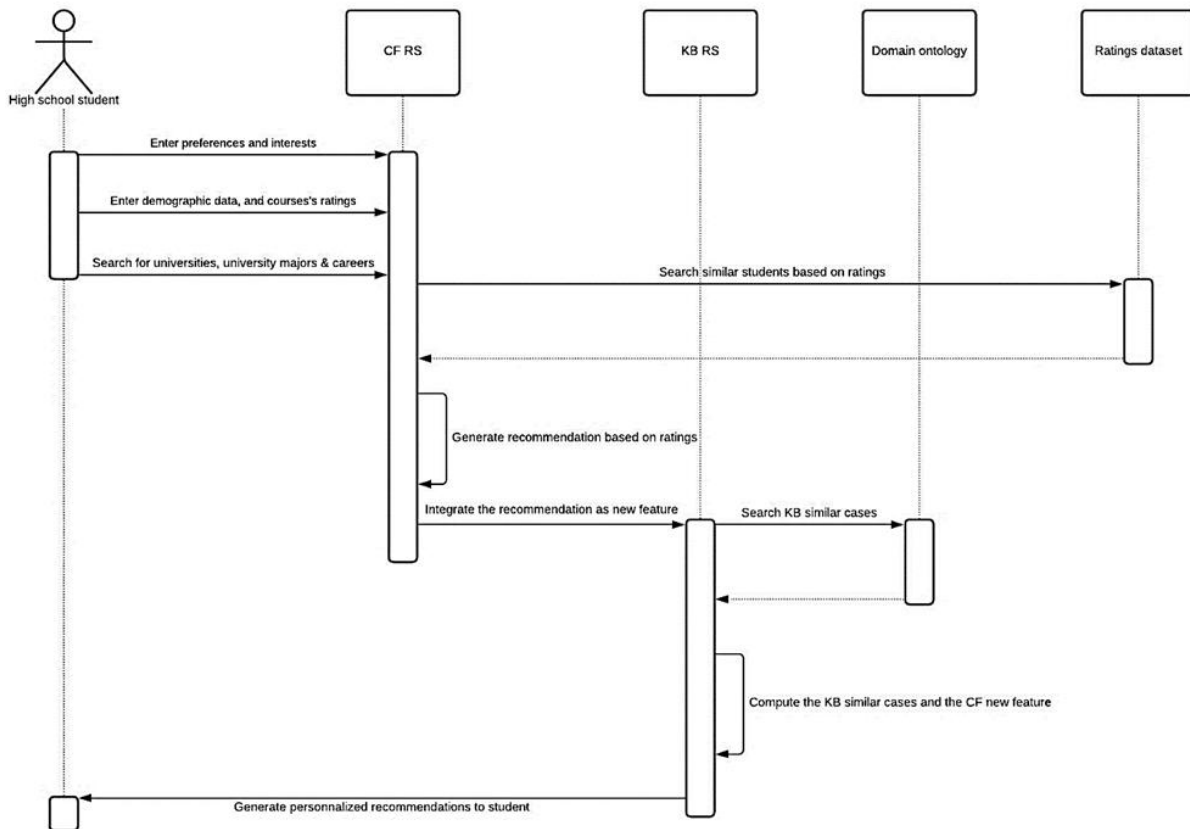 High school student
CF RS
KB RS
Domain ontology
Ratings dataset
Enter preferences and interests
Enter demographic data, and courses's ratings
Search for universities, university majors & careers
Search similar students based on ratings
Generate recommendation based on ratings
Integrate the recommendation as new feature
Search KB similar cases
Compute the KB similar cases and the CF new feature
Generate personnalized recommendations to student